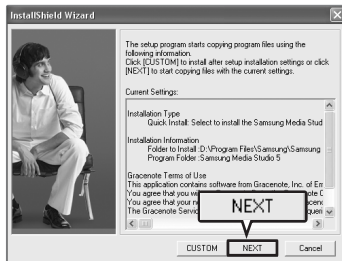 InstallShield Wizard
The setup program starts copying program files using the
following information.
Click [CUSTOM] to install after setup installation settings or click
[NEXT] to start copying files with the current settings.
Current Settings:
Installation Type
Quick Install: Select to install the Samsung Media Stud
Installation Information
Folder to Install :D:\Program Files\Samsung\Samsung
Program Folder :Samsung Media Studio 5
Gracenote Terms of Use
This application contains software from Gracenote, Inc. of Em
You agree that you wi
You agree that your n
The Gracenote Servic
NEXT
CUSTOM
NEXT
Cancel